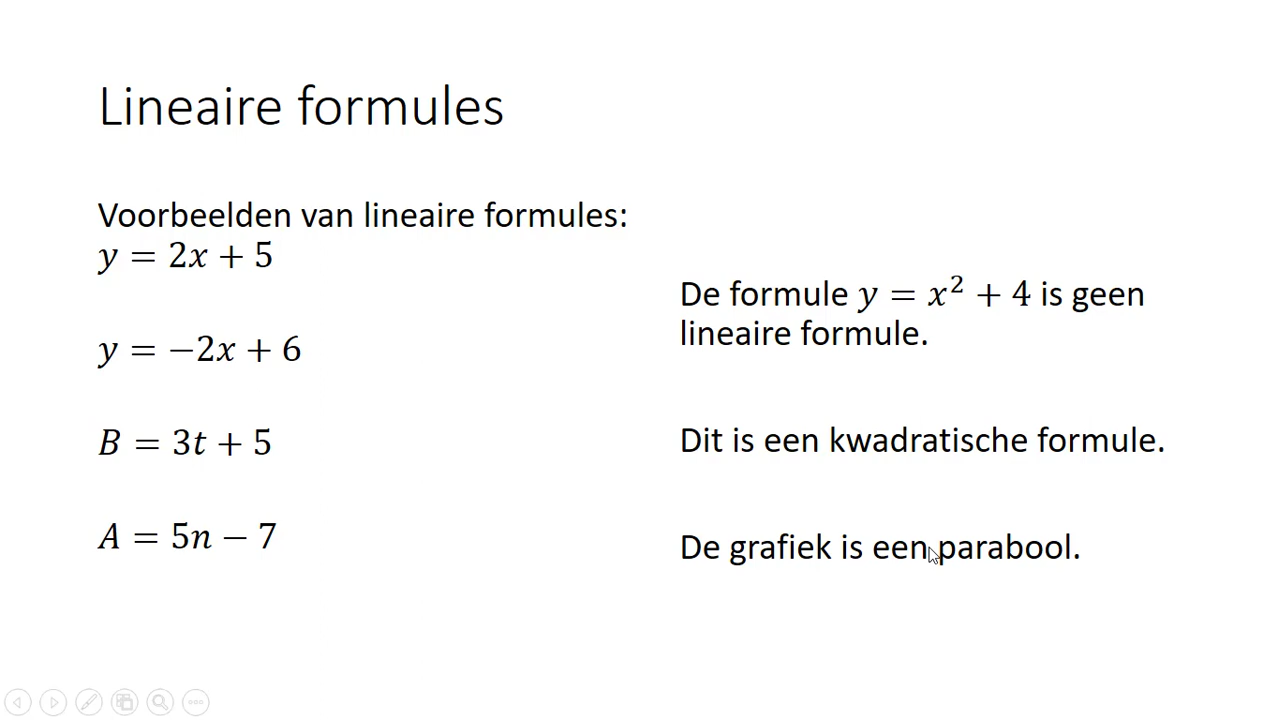 Lineaire formules
Voorbeelden van lineaire formules:
y = 2x + 5
y = −2x + 6
B = 3t + 5
A = 5n − 7
De formule y = x² + 4 is geen
lineaire formule.
Dit is een kwadratische formule.
De grafiek is een parabool.